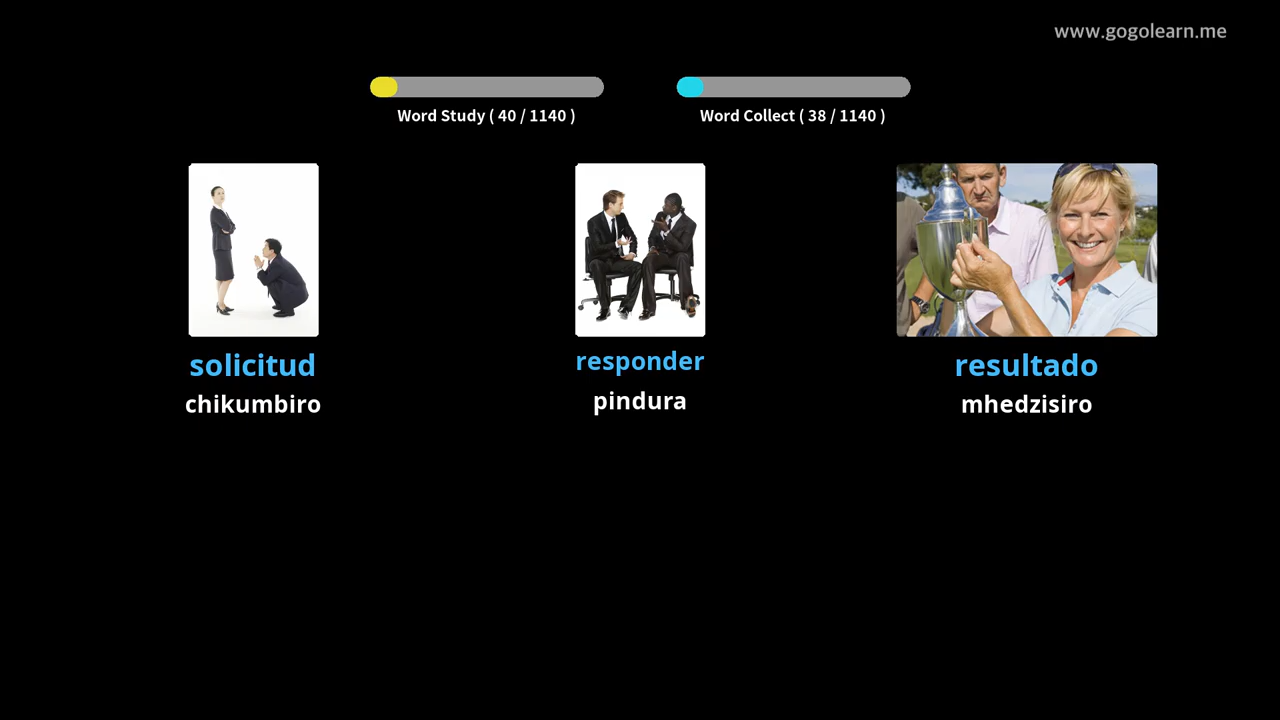 www.gogolearn.me
Word Study ( 40 / 1140 )
Word Collect ( 38 / 1140 )
solicitud
chikumbiro
responder
pindura
resultado
mhedzisiro